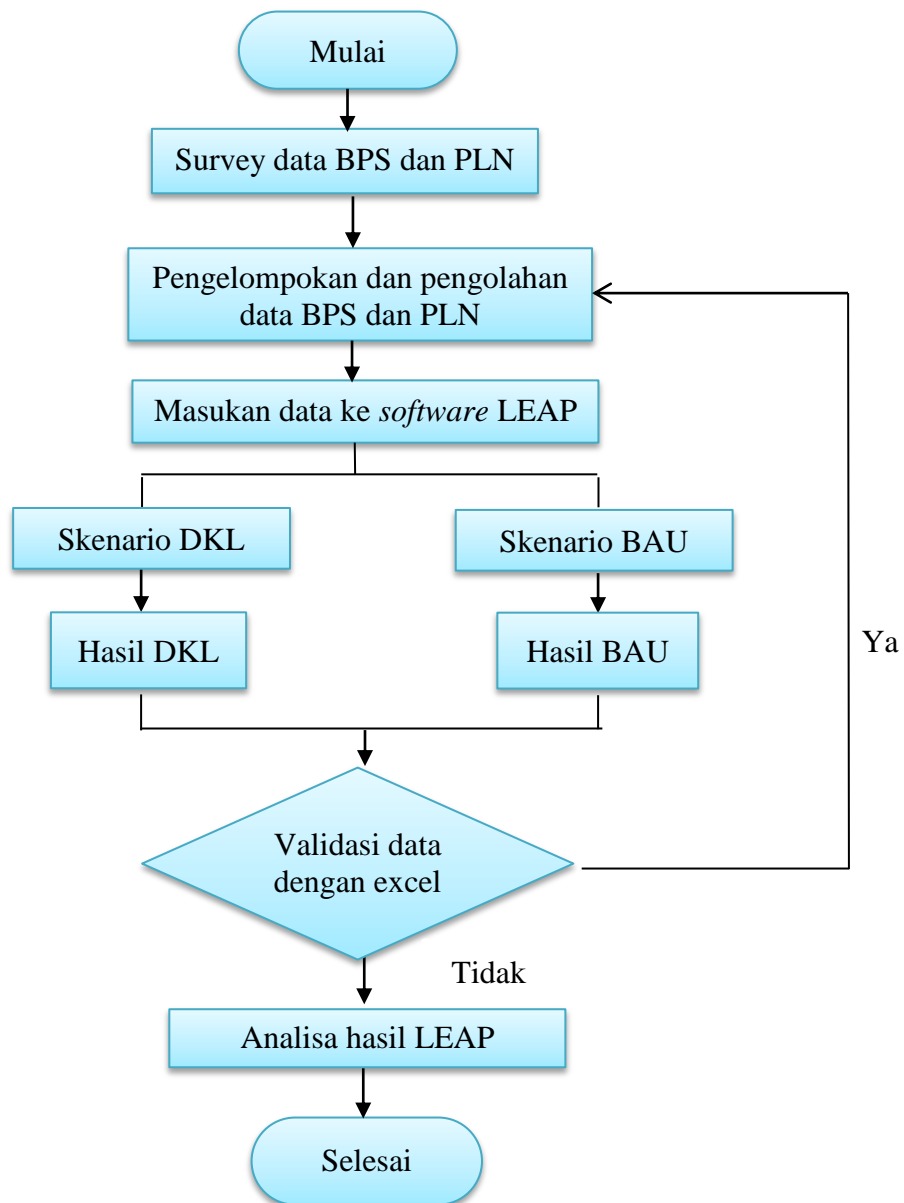 Mulai
Survey data BPS dan PLN
Pengelompokan dan pengolahan
data BPS dan PLN
Masukan data ke software LEAP
Skenario DKL
Skenario BAU
Hasil DKL
Hasil BAU
Ya
Validasi data
dengan excel
Tidak
Analisa hasil LEAP
Selesai